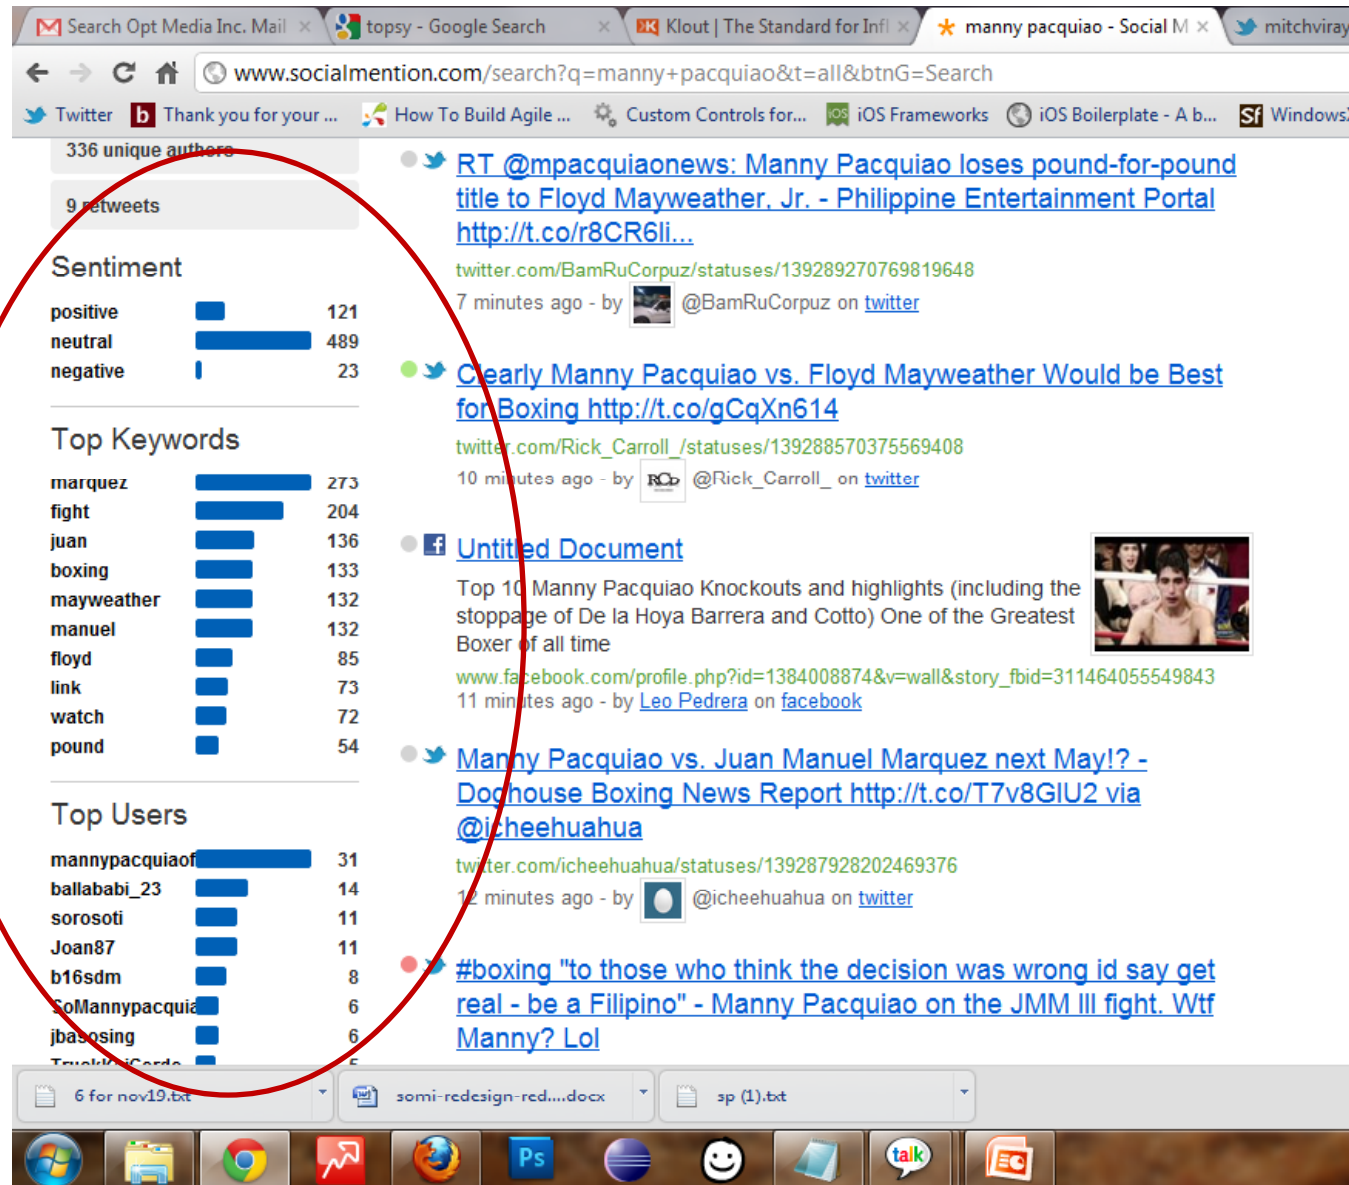 Search Opt Media Inc. Mail
topsy - Google Search
Klout | The Standard for Infl
manny pacquiao - Social M
mitchviray
www.socialmention.com/search?q=manny+pacquiao&t=all&btnG=Search
Twitter
Thank you for your ...
How To Build Agile ...
Custom Controls for...
iOS Frameworks
iOS Boilerplate - A b...
Windows
336 unique authors
9 retweets
Sentiment
positive 121
neutral 489
negative 23
Top Keywords
marquez 273
fight 204
juan 136
boxing 133
mayweather 132
manuel 132
floyd 85
link 73
watch 72
pound 54
Top Users
mannypacquiaof 31
ballababi_23 14
sorosoti 11
Joan87 11
b16sdm 8
SoMannypacquia 6
jbasosing 6
RT @mpacquiaonews: Manny Pacquiao loses pound-for-pound
title to Floyd Mayweather, Jr. - Philippine Entertainment Portal
http://t.co/r8CR6li...
twitter.com/BamRuCorpuz/statuses/139289270769819648
7 minutes ago - by @BamRuCorpuz on twitter
Clearly Manny Pacquiao vs. Floyd Mayweather Would be Best
for Boxing http://t.co/gCqXn614
twitter.com/Rick_Carroll_/statuses/139288570375569408
10 minutes ago - by RCP @Rick_Carroll_ on twitter
Untitled Document
Top 10 Manny Pacquiao Knockouts and highlights (including the
stoppage of De la Hoya Barrera and Cotto) One of the Greatest
Boxer of all time
www.facebook.com/profile.php?id=1384008874&v=wall&story_fbid=311464055549843
11 minutes ago - by Leo Pedrera on facebook
Manny Pacquiao vs. Juan Manuel Marquez next May!? -
Doghouse Boxing News Report http://t.co/T7v8GIU2 via
@icheehuahua
twitter.com/icheehuahua/statuses/139287928202469376
12 minutes ago - by @icheehuahua on twitter
#boxing "to those who think the decision was wrong id say get
real - be a Filipino" - Manny Pacquiao on the JMM III fight. Wtf
Manny? Lol
6 for nov19.txt
somi-redesign-red....docx
sp (1).txt
Ps
talk